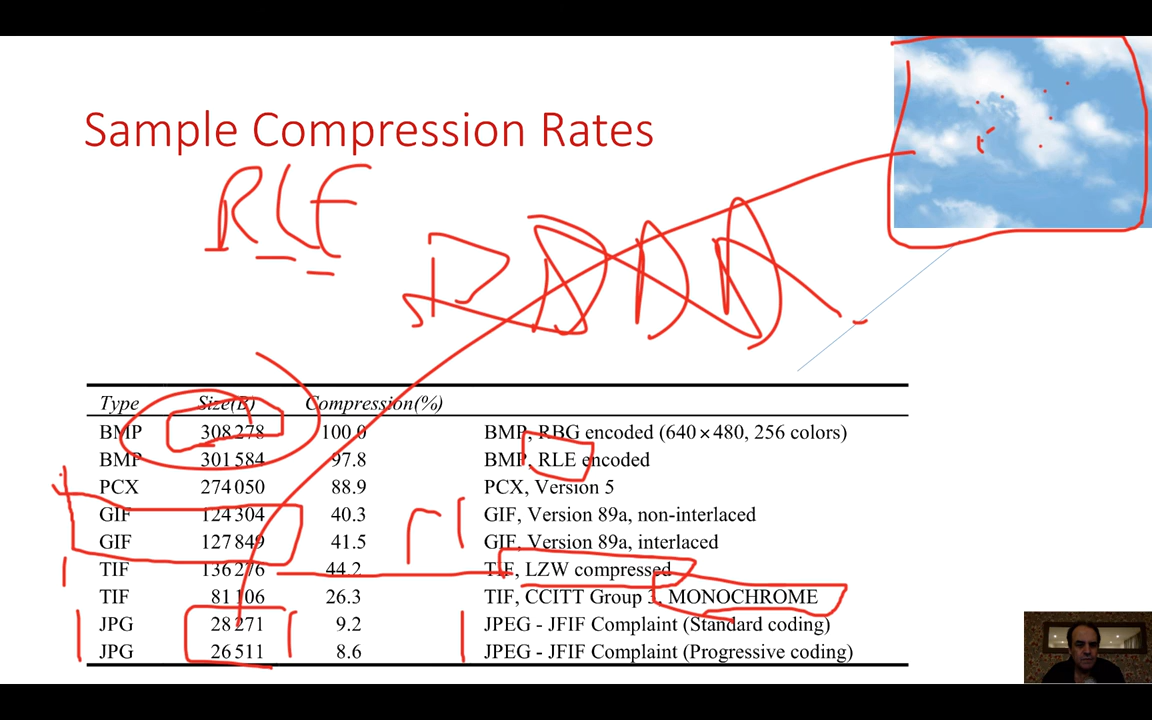 Sample Compression Rates
RLE
Type Size(B) Compression(%)
BMP 308 278 100.0 BMP, RBG encoded (640 × 480, 256 colors)
BMP 301 584 97.8 BMP, RLE encoded
PCX 274 050 88.9 PCX, Version 5
GIF 124 304 40.3 GIF, Version 89a, non-interlaced
GIF 127 849 41.5 GIF, Version 89a, interlaced
TIF 136 276 44.2 TIF, LZW compressed
TIF 81 106 26.3 TIF, CCITT Group 3, MONOCHROME
JPG 28 271 9.2 JPEG - JFIF Complaint (Standard coding)
JPG 26 511 8.6 JPEG - JFIF Complaint (Progressive coding)